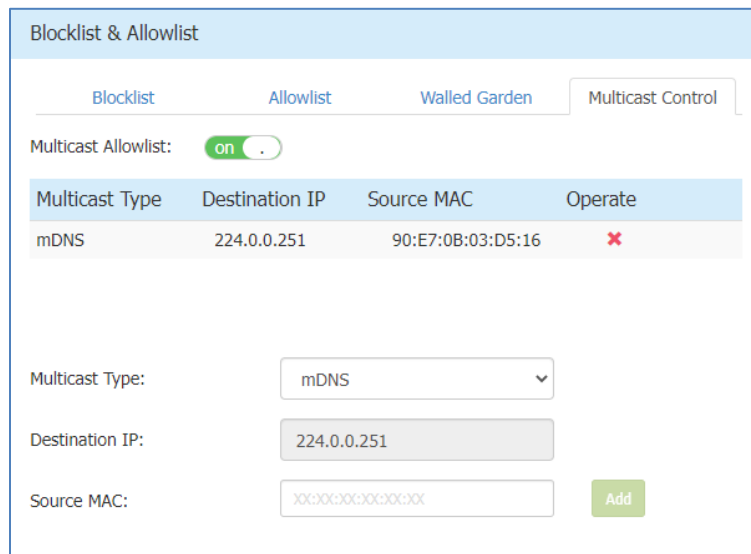 Blocklist & Allowlist
Blocklist Allowlist Walled Garden Multicast Control
Multicast Allowlist: on .
Multicast Type Destination IP Source MAC Operate
mDNS 224.0.0.251 90:E7:0B:03:D5:16
Multicast Type: mDNS
Destination IP: 224.0.0.251
Source MAC: XX:XX:XX:XX:XX:XX Add